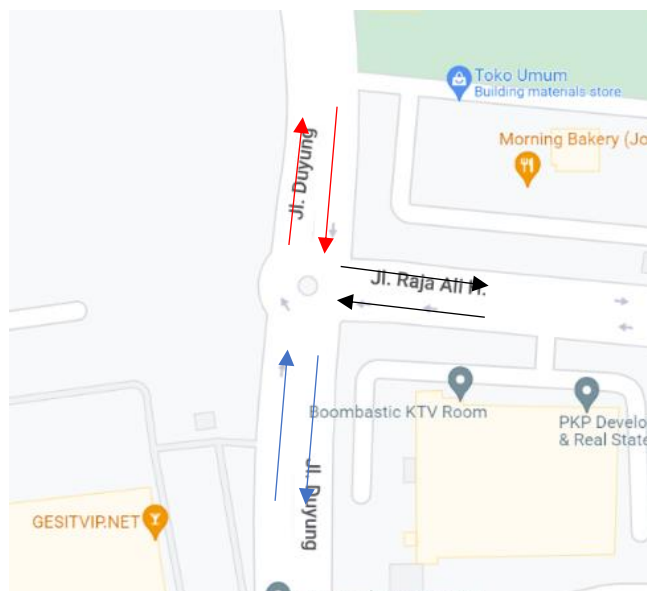 Toko Umum
Building materials store
Morning Bakery (Jo
Jl. Duyung
Jl. Raja Ali H.
Boombastic KTV Room
PKP Develo
& Real State
Jl. Duyung
GESITVIP.NET